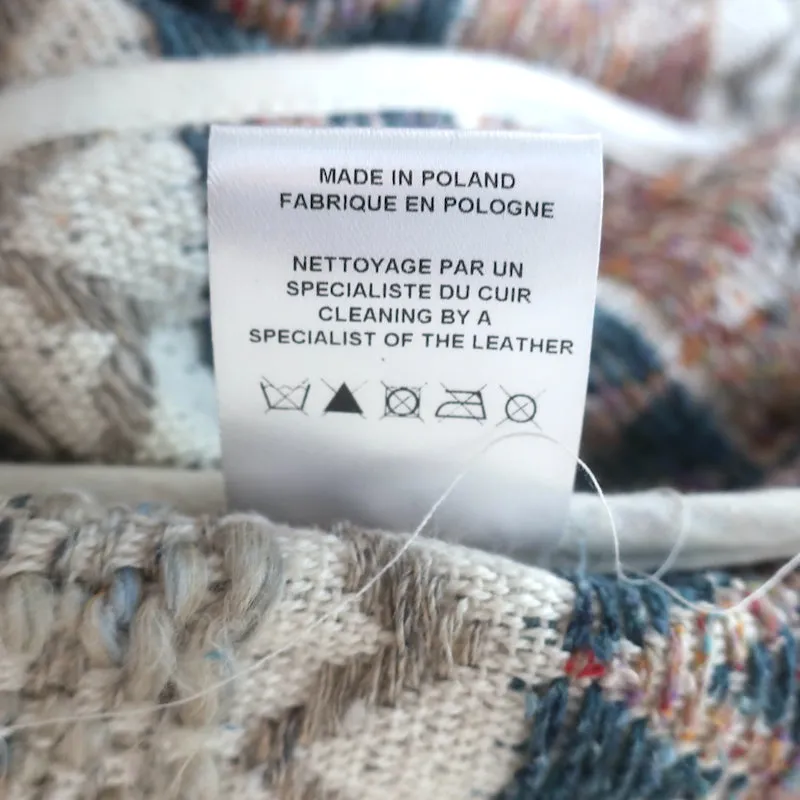 MADE IN POLAND
FABRIQUE EN POLOGNE
NETTOYAGE PAR UN
SPECIALISTE DU CUIR
CLEANING BY A
SPECIALIST OF THE LEATHER